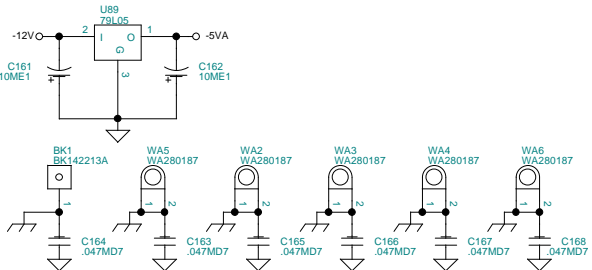 U89
79L05
-12V
2
I
O
1
-5VA
G
3
C161
10ME1
+
C162
10ME1
+
BK1
BK142213A
WA5
WA280187
WA2
WA280187
WA3
WA280187
WA4
WA280187
WA6
WA280187
1
1
2
1
2
1
2
1
2
1
2
C164
.047MD7
C163
.047MD7
C165
.047MD7
C166
.047MD7
C167
.047MD7
C168
.047MD7